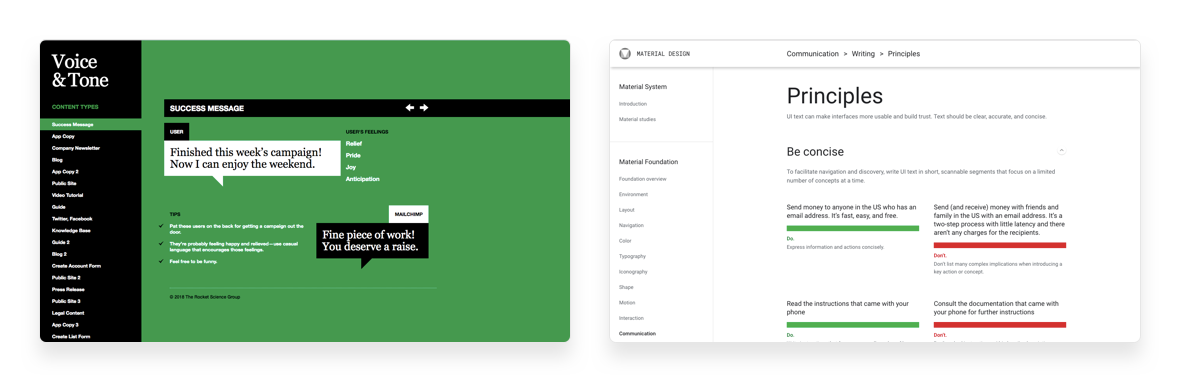 Voice
& Tone
CONTENT TYPES
Success Message
App Copy
Company Newsletter
Blog
App Copy 2
Public Site
Video Tutorial
Guide
Twitter, Facebook
Knowledge Base
Guide 2
Blog 2
Create Account Form
Public Site 2
Press Release
Public Site 3
Legal Content
App Copy 3
Create List Form
SUCCESS MESSAGE
USER
Finished this week's campaign!
Now I can enjoy the weekend.
USER'S FEELINGS
Relief
Pride
Joy
Anticipation
TIPS
Pat these users on the back for getting a campaign out the
door.
They're probably feeling happy and relieved—use casual
language that encourages those feelings.
Feel free to be funny.
MAILCHIMP
Fine piece of work!
You deserve a raise.
© 2018 The Rocket Science Group
MATERIAL DESIGN
Communication > Writing > Principles
Material System
Introduction
Material studies
Material Foundation
Foundation overview
Environment
Layout
Navigation
Color
Typography
Iconography
Shape
Motion
Interaction
Communication
Principles
UI text can make interfaces more usable and build trust. Text should be clear, accurate, and concise.
Be concise
To facilitate navigation and discovery, write UI text in short, scannable segments that focus on a limited
number of concepts at a time.
Send money to anyone in the US who has an
email address. It's fast, easy, and free.
Do.
Express information and actions concisely.
Send (and receive) money with friends and
family in the US with an email address. It's a
two-step process with little latency and there
aren't any charges for the recipients.
Don't.
Don't list many complex implications when introducing a
key action or concept.
Read the instructions that came with your
phone
Do.
Consult the documentation that came with
your phone for further instructions
Don't.